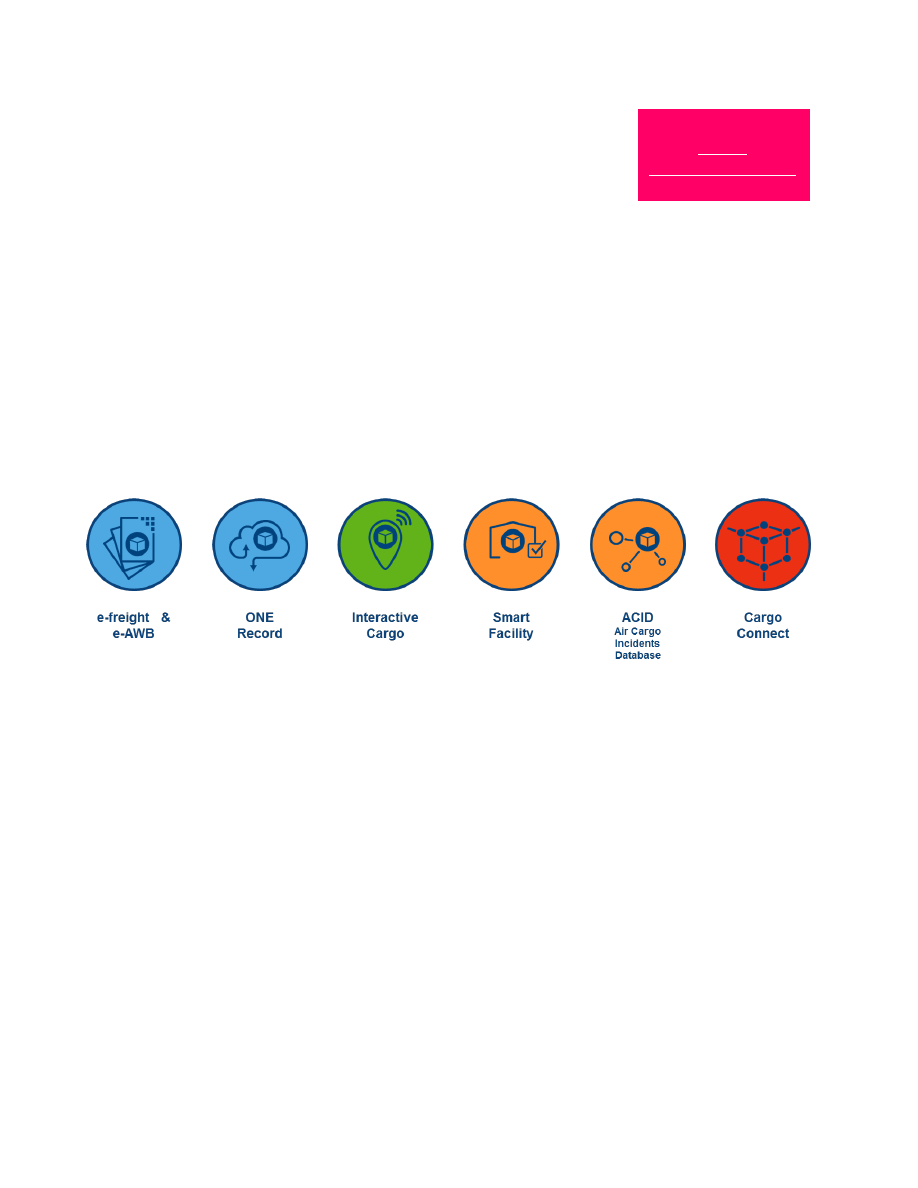 e-freight &
e-AWB
ONE
Record
Interactive
Cargo
Smart
Facility
ACID
Air Cargo
Incidents
Database
Cargo
Connect